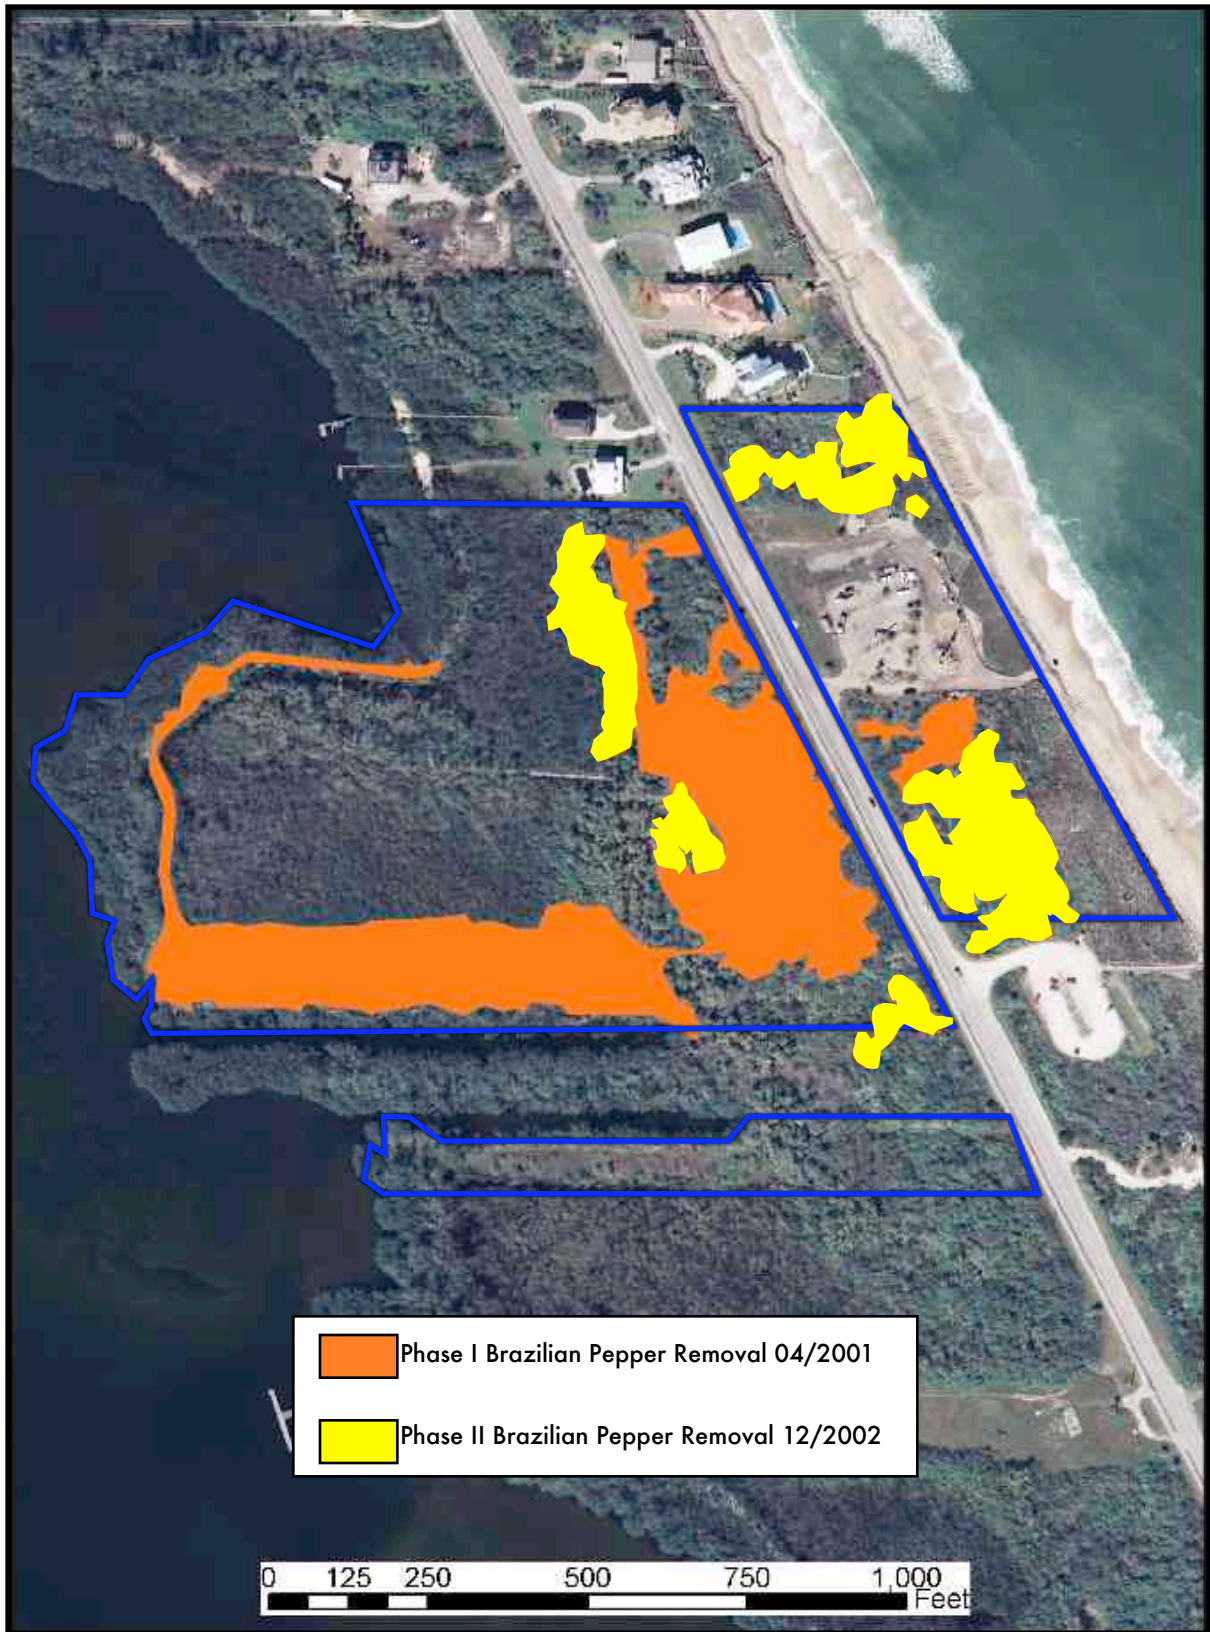 Phase I Brazilian Pepper Removal 04/2001
Phase II Brazilian Pepper Removal 12/2002
0 125 250 500 750 1,000
Feet